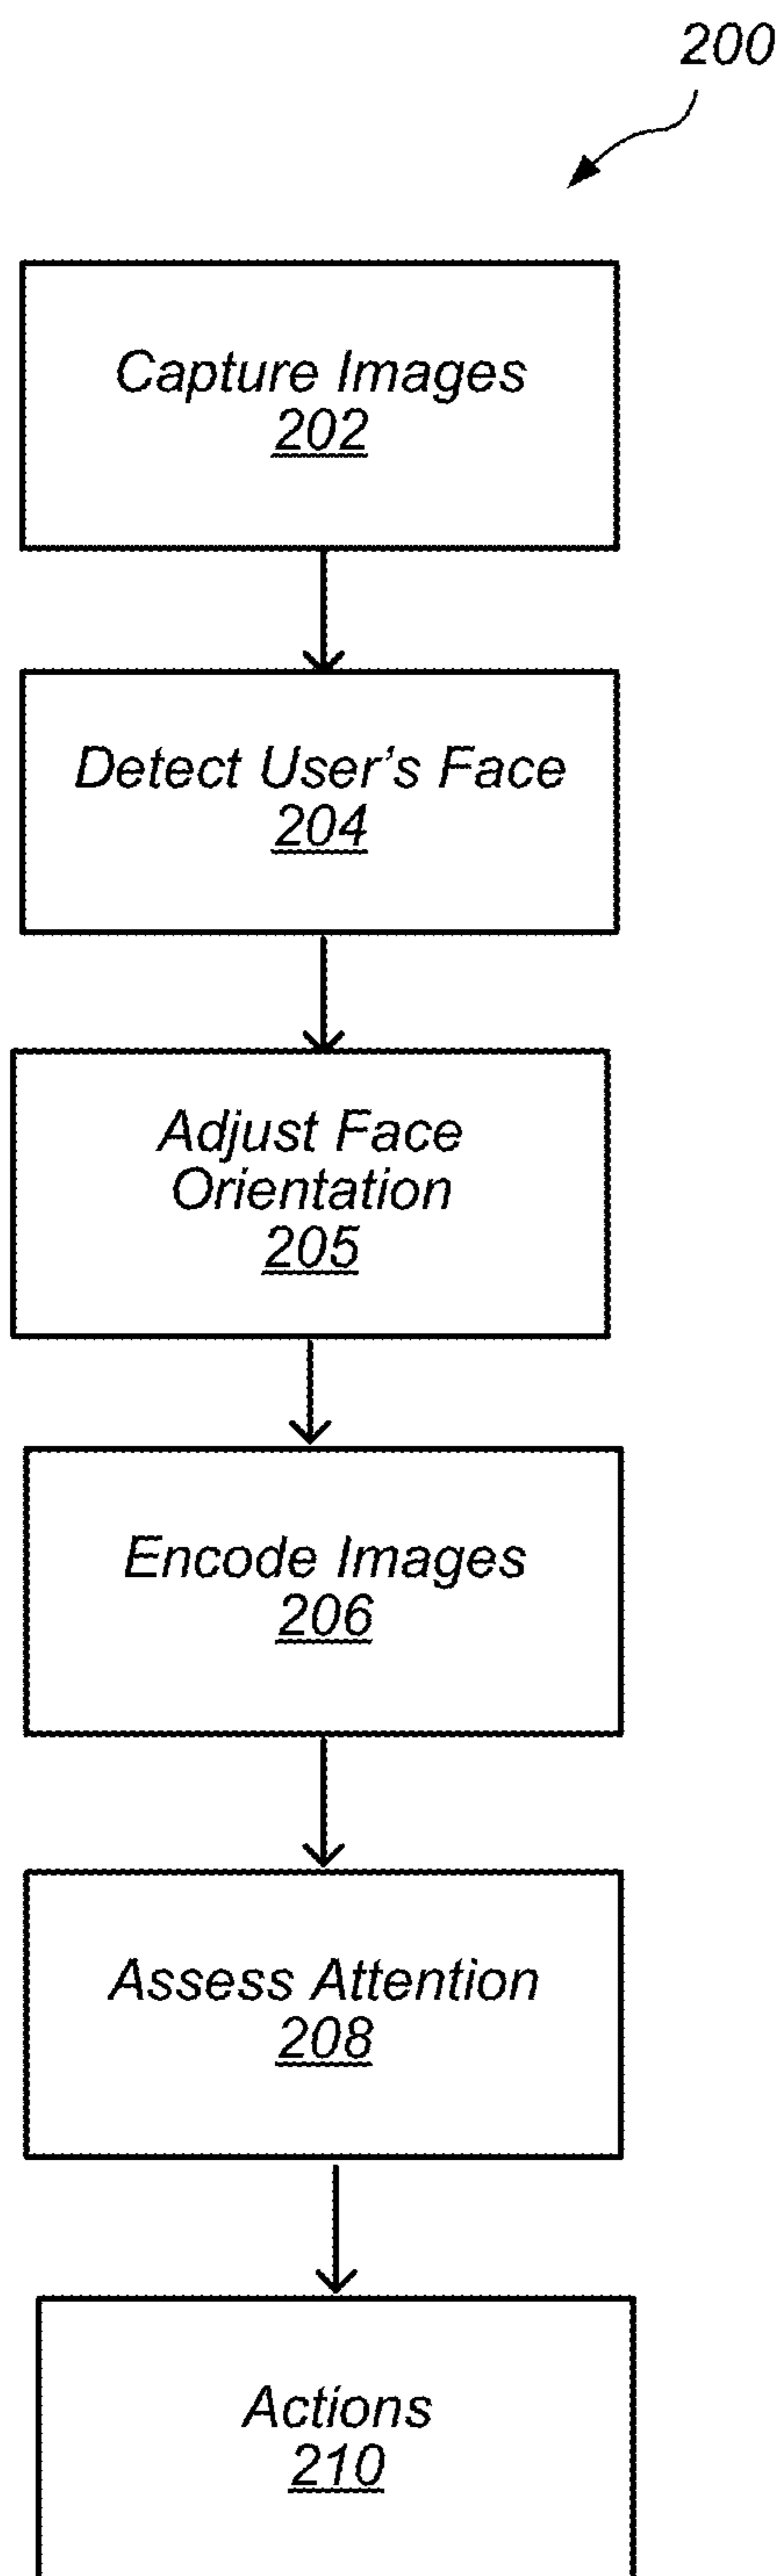 200
Capture Images
202
Detect User's Face
204
Adjust Face
Orientation
205
Encode Images
206
Assess Attention
208
Actions
210